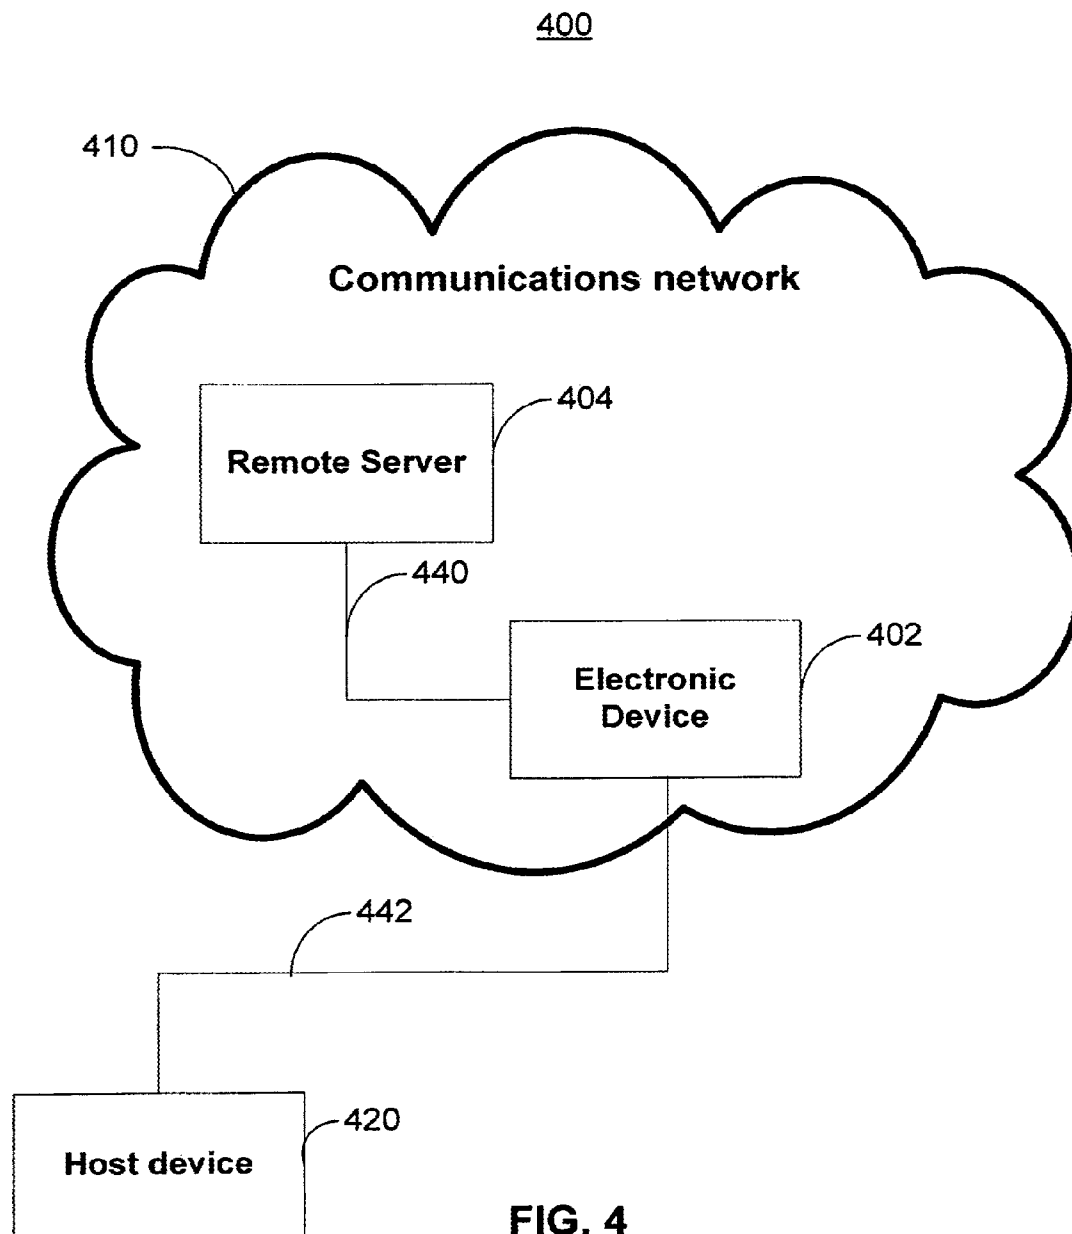 400
410
Communications network
404
Remote Server
440
402
Electronic
Device
442
420
Host device
FIG. 4